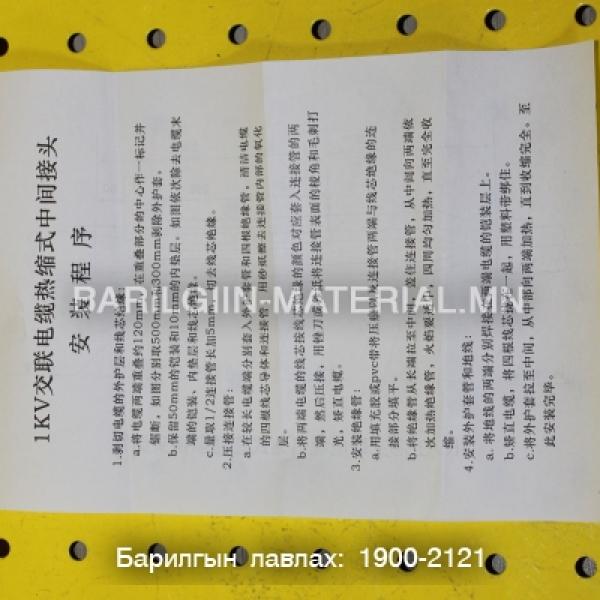 1KV交联电缆热缩式中间接头
安 装 程 序
1.剥切电缆的外护层和线芯绝缘：
a.将电缆两端重叠约120mm，在重叠部分的中心作一标记并
锯断，如图分别取500mm和300mm剥除外护套。
b.保留50mm的铠装和10mm的内垫层。如图依次除去电缆末
端的铠装、内垫层和线芯
c.量取1/2连接管长加5mm 切去线芯绝缘。
2.压接连接管：
a.在较长电缆端分别套入外护套管和四根绝缘管，清洁电缆
的四根线芯导体和连接管，用砂纸擦去连接管内部的氧化
层。
b.将两端电缆的线芯按线芯绝缘的颜色对应套入连接管的两
端，然后压接，用锉刀 纸将连接管表面的棱角和毛刺打
光，矫直电缆。
3.安装绝缘管：
a.用填充胶或pvc带将压 连接管两端与线芯绝缘的连
接部分填平。
b.将绝缘管从长端拉至中间，盖住连接管，从中间向两端依
次加热绝缘管，火焰要 四周均匀加热，直至完全收
缩。
4.安装外护套管和地线：
a.将地线的两端分别焊接 端电缆的铠装层上。
b.矫直电缆，将四根线芯 一起，用塑料带绑住。
c.将外护套拉至中间，从中部向两端加热，直到收缩完全。至
此安装完毕。
BARILGIIN-MATERIAL.MN
Барилгын лавлах: 1900-2121